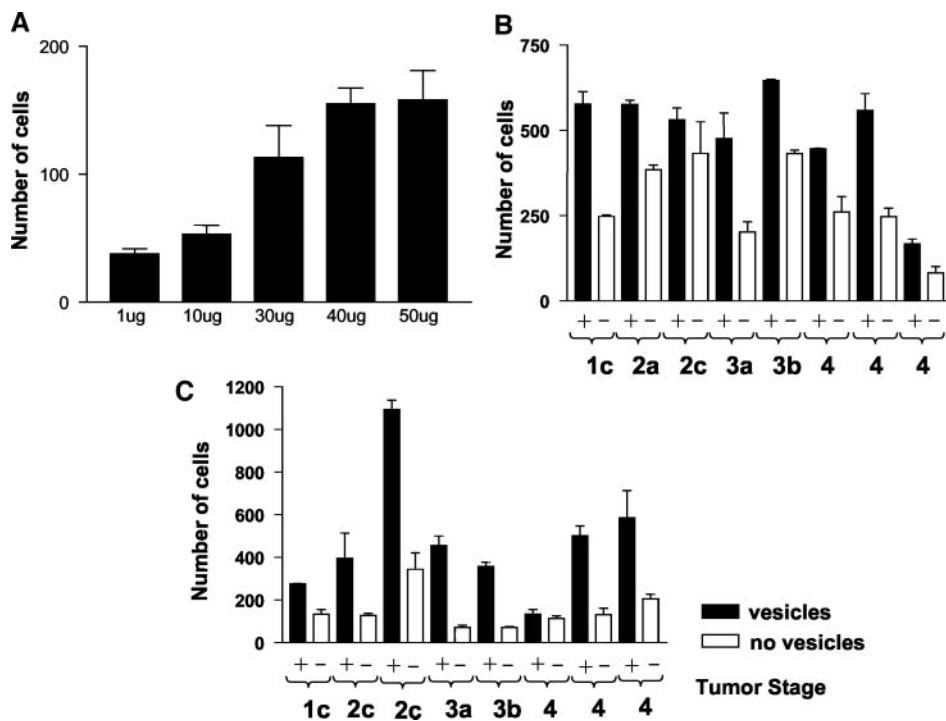 A
200
100
0
Number of cells
1ug 10ug 30ug 40ug 50ug
B
750
500
250
0
Number of cells
+ − + − + − + − + − + − + − + −
1c 2a 2c 3a 3b 4 4 4
C
1200
1000
800
600
400
200
0
Number of cells
+ − + − + − + − + − + − + − + −
1c 2c 2c 3a 3b 4 4 4
vesicles
no vesicles
Tumor Stage